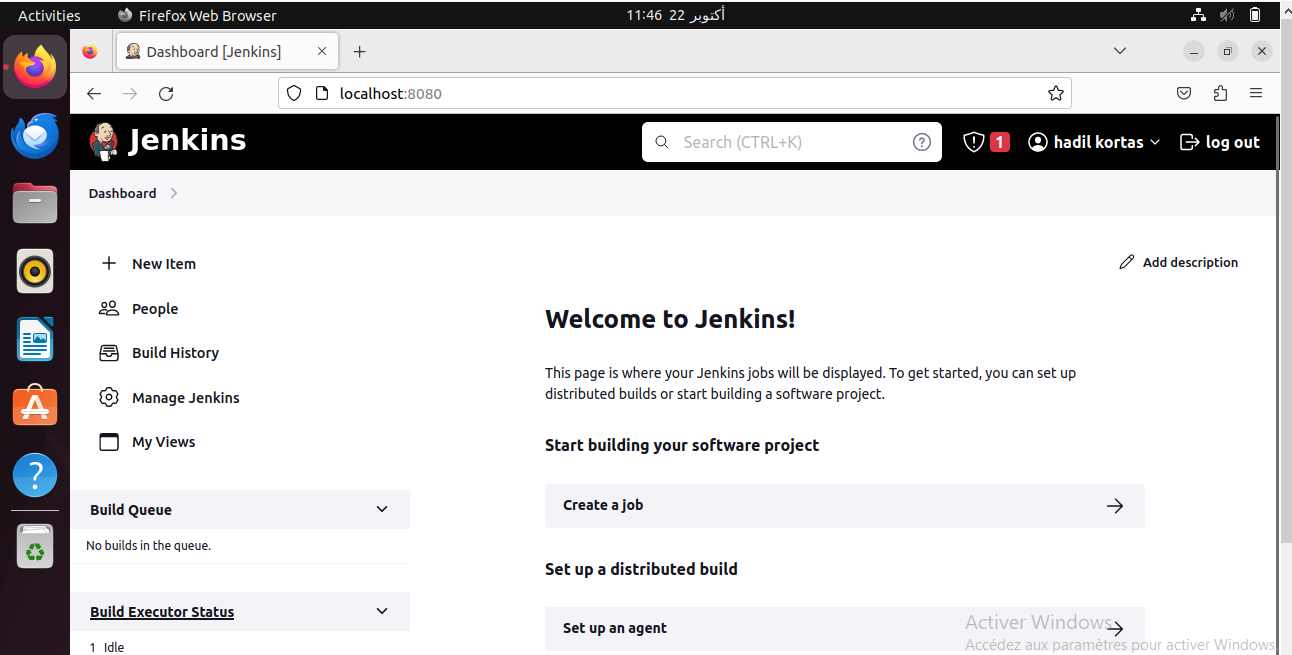 Activities Firefox Web Browser 11:46 22 أكتوبر
Dashboard [Jenkins]
localhost:8080
Jenkins Search (CTRL+K) 1 hadil kortas log out
Dashboard
New Item
People
Build History
Manage Jenkins
My Views
Build Queue
No builds in the queue.
Build Executor Status
1 Idle
Add description
Welcome to Jenkins!
This page is where your Jenkins jobs will be displayed. To get started, you can set up
distributed builds or start building a software project.
Start building your software project
Create a job
Set up a distributed build
Set up an agent
Activer Windows
Accédez aux paramètres pour activer Windows.